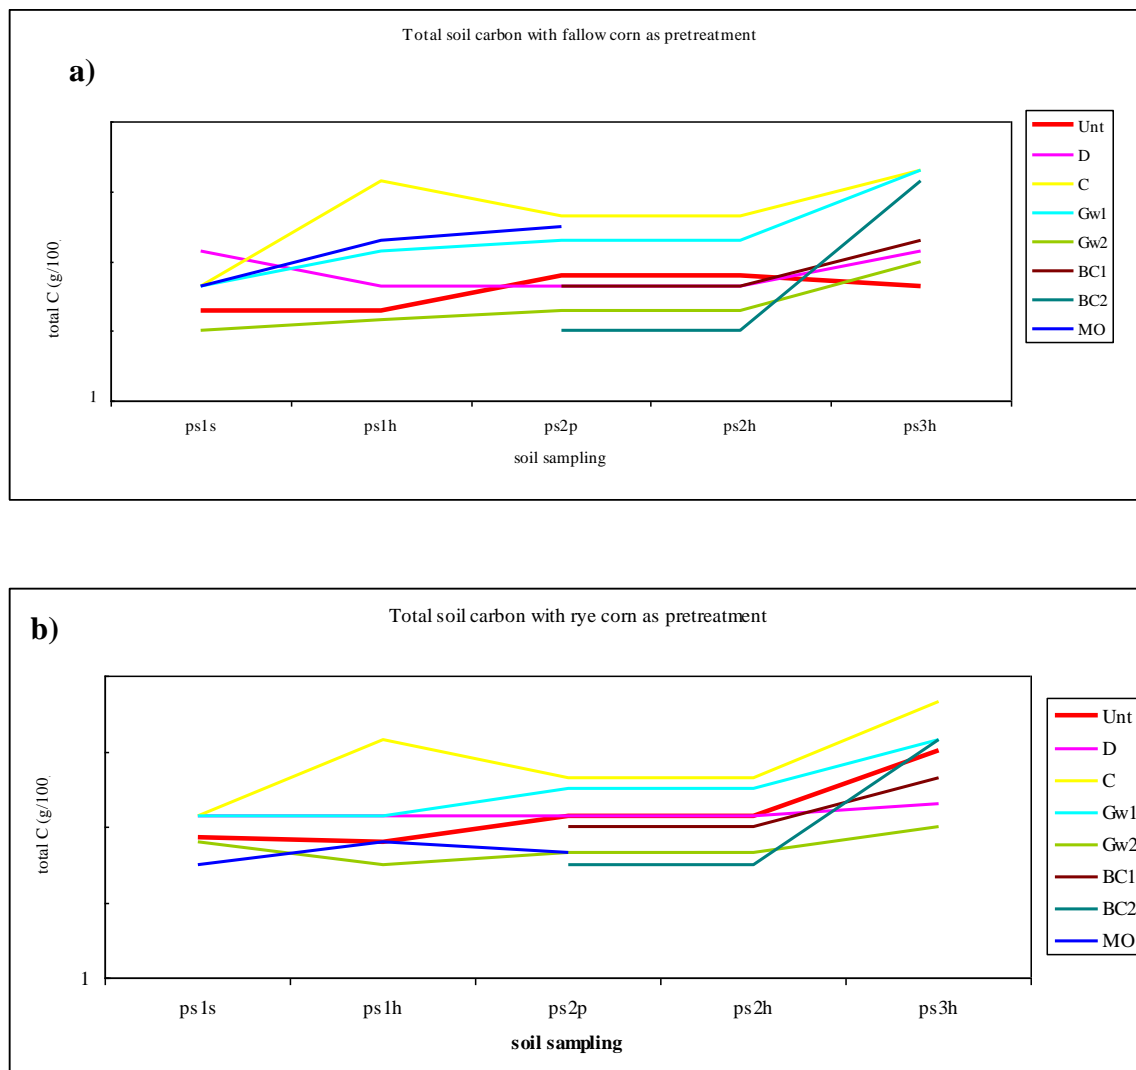 Total soil carbon with fallow corn as pretreatment
a)
total C (g/100
1
ps1s ps1h ps2p ps2h ps3h
soil sampling
Unt
D
C
Gw1
Gw2
BC1
BC2
MO
Total soil carbon with rye corn as pretreatment
b)
total C (g/100
1
ps1s ps1h ps2p ps2h ps3h
soil sampling
Unt
D
C
Gw1
Gw2
BC1
BC2
MO